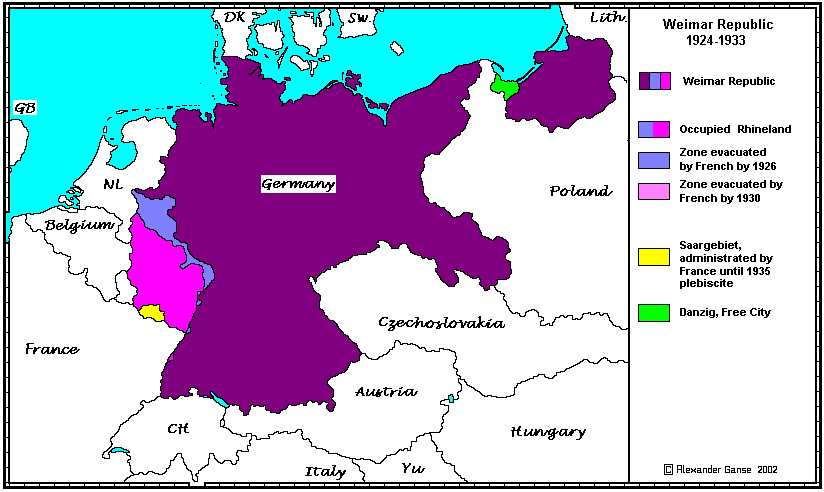 DK
Sw.
Lith.
GB
NL
Germany
Poland
Belgium
Czechoslovakia
France
Austria
CH
Hungary
Italy
Yu
Weimar Republic
1924-1933
Weimar Republic
Occupied Rhineland
Zone evacuated
by French by 1926
Zone evacuated by
French by 1930
Saargebiet,
administrated by
France until 1935
plebiscite
Danzig, Free City
© Alexander Ganse 2002